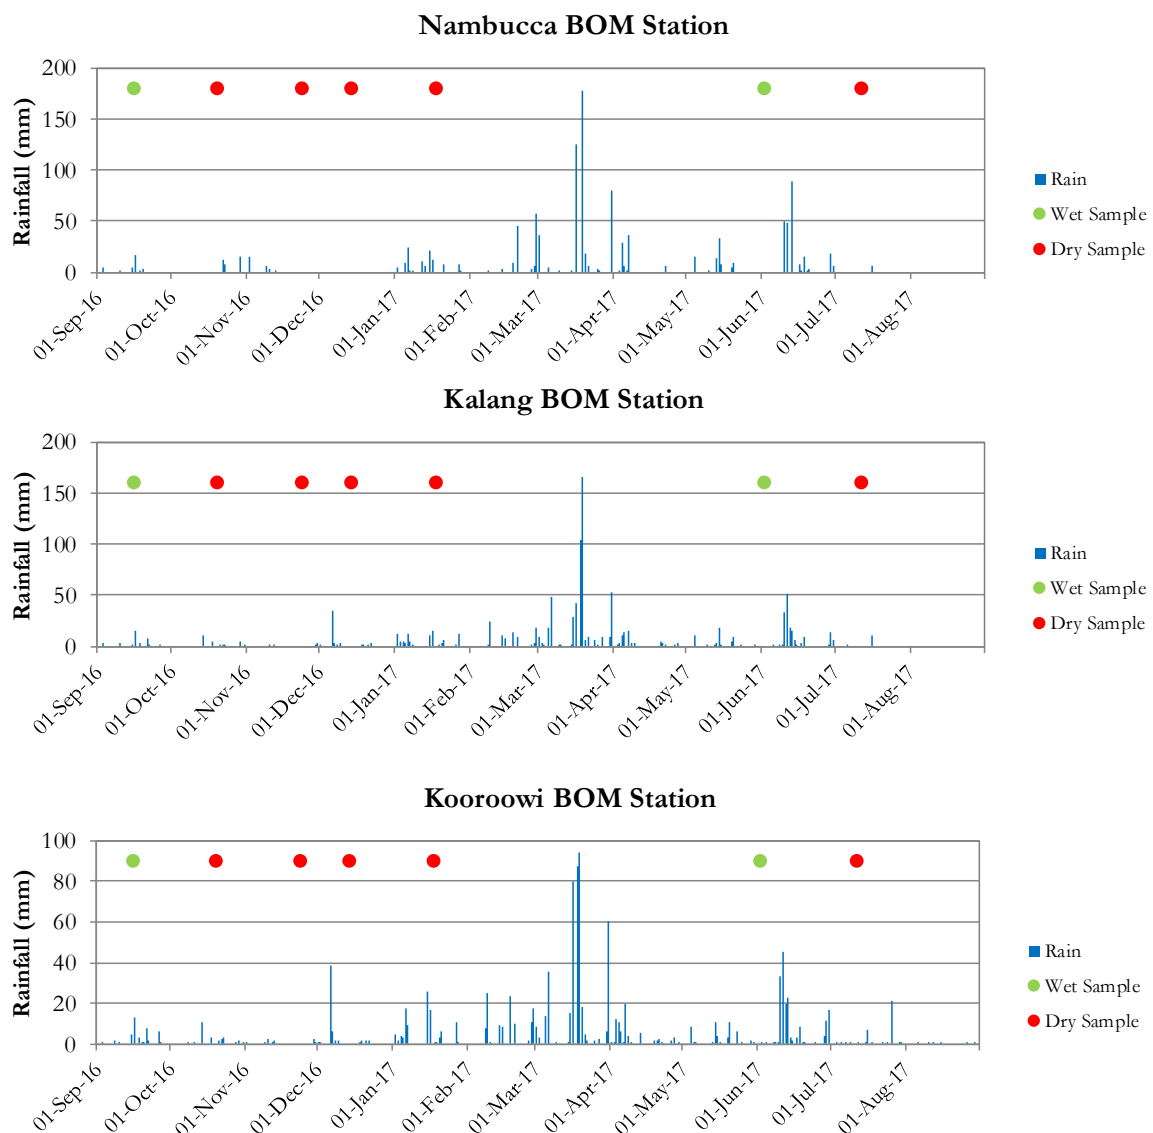 Nambucca BOM Station
Rainfall (mm)
200
150
100
50
0
01-Sep-16
01-Oct-16
01-Nov-16
01-Dec-16
01-Jan-17
01-Feb-17
01-Mar-17
01-Apr-17
01-May-17
01-Jun-17
01-Jul-17
01-Aug-17
Rain
Wet Sample
Dry Sample
Kalang BOM Station
Rainfall (mm)
200
150
100
50
0
01-Sep-16
01-Oct-16
01-Nov-16
01-Dec-16
01-Jan-17
01-Feb-17
01-Mar-17
01-Apr-17
01-May-17
01-Jun-17
01-Jul-17
01-Aug-17
Rain
Wet Sample
Dry Sample
Kooroowi BOM Station
Rainfall (mm)
100
80
60
40
20
0
01-Sep-16
01-Oct-16
01-Nov-16
01-Dec-16
01-Jan-17
01-Feb-17
01-Mar-17
01-Apr-17
01-May-17
01-Jun-17
01-Jul-17
01-Aug-17
Rain
Wet Sample
Dry Sample